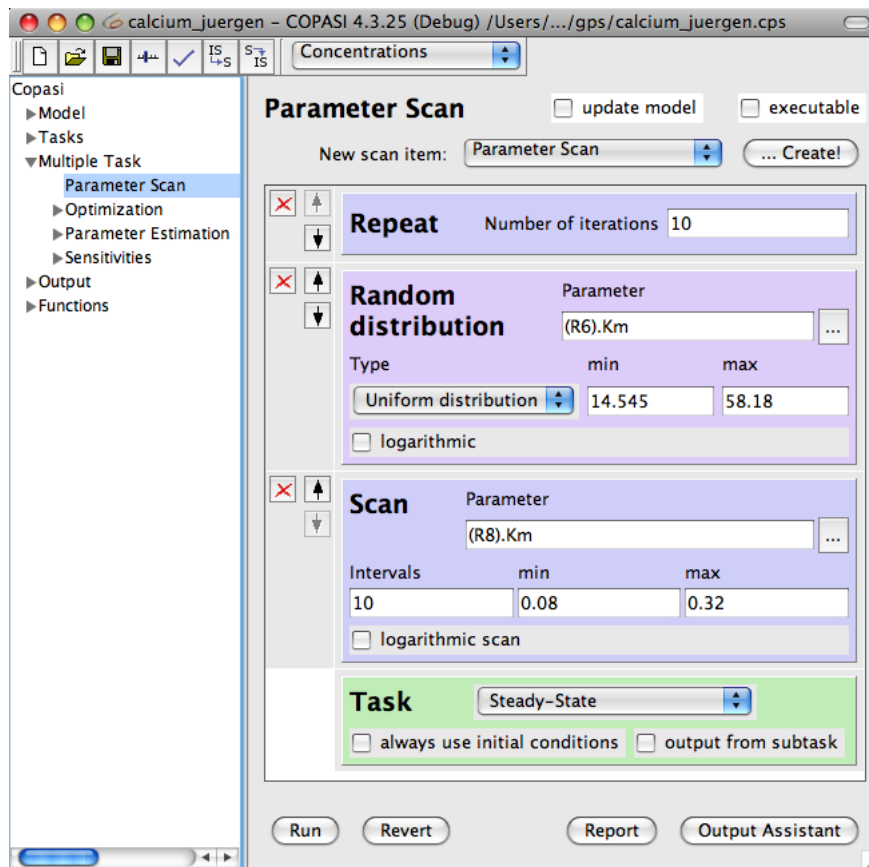 calcium_juergen – COPASI 4.3.25 (Debug) /Users/.../gps/calcium_juergen.cps
IS S S IS Concentrations
Copasi
Model
Tasks
Multiple Task
Parameter Scan
Optimization
Parameter Estimation
Sensitivities
Output
Functions
Parameter Scan update model executable
New scan item: Parameter Scan ... Create!
Repeat Number of iterations 10
Random distribution
Parameter
(R6).Km ...
Type min max
Uniform distribution 14.545 58.18
logarithmic
Scan Parameter
(R8).Km ...
Intervals min max
10 0.08 0.32
logarithmic scan
Task Steady-State
always use initial conditions output from subtask
Run Revert Report Output Assistant